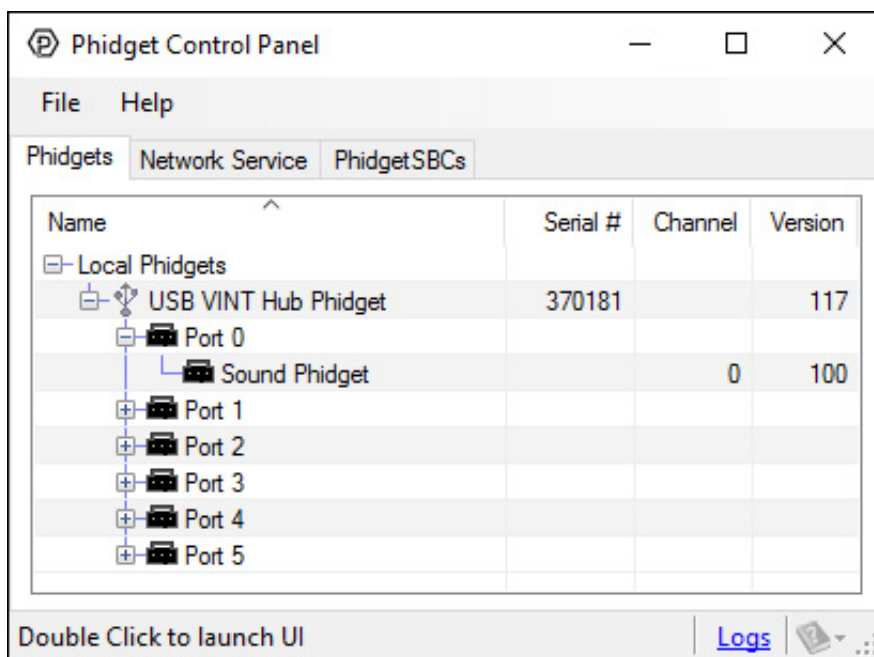 Phidget Control Panel
File Help
Phidgets Network Service PhidgetSBCs
Name Serial # Channel Version
Local Phidgets
USB VINT Hub Phidget 370181 117
Port 0
Sound Phidget 0 100
Port 1
Port 2
Port 3
Port 4
Port 5
Double Click to launch UI Logs